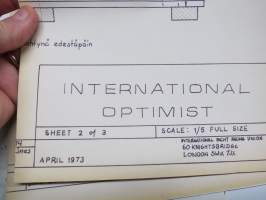 edestäpäin
INTERNATIONAL
OPTIMIST
SHEET 2 of 3
SCALE: 1/5 FULL SIZE
APRIL 1973
INTERNATIONAL YACHT RACING UNION
60 KNIGHTSBRIDGE
LONDON SW1X 7JX